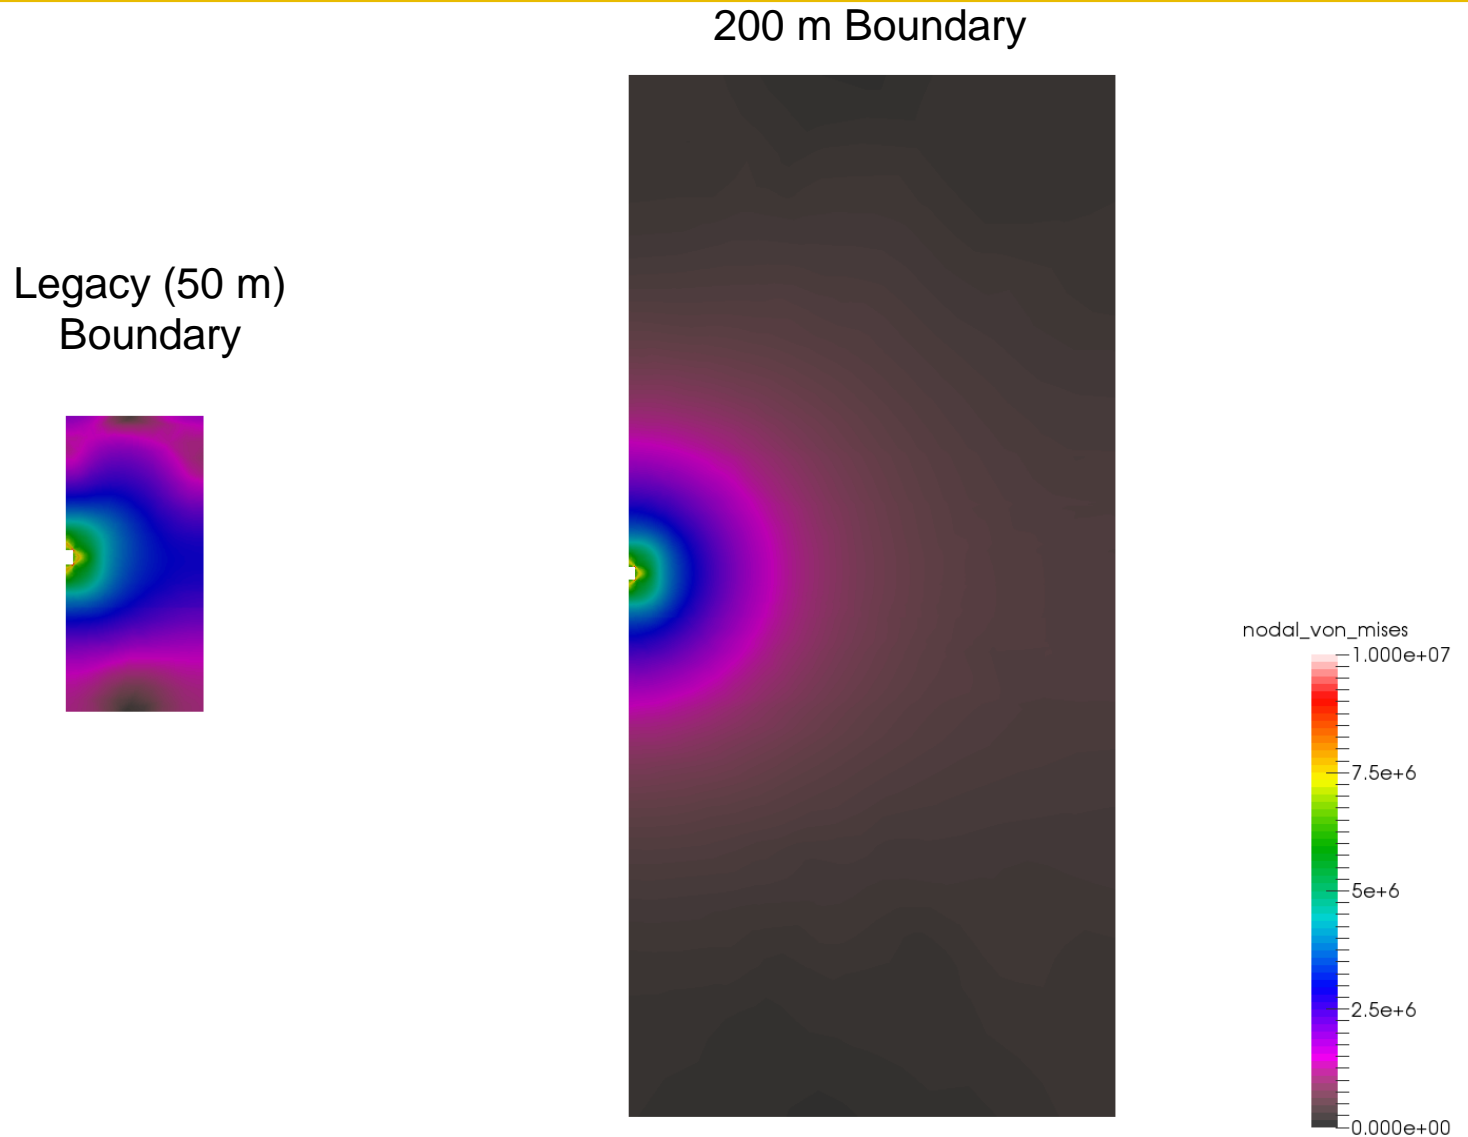 200 m Boundary
Legacy (50 m)
Boundary
nodal_von_mises
1.000e+07
7.5e+6
5e+6
2.5e+6
0.000e+00